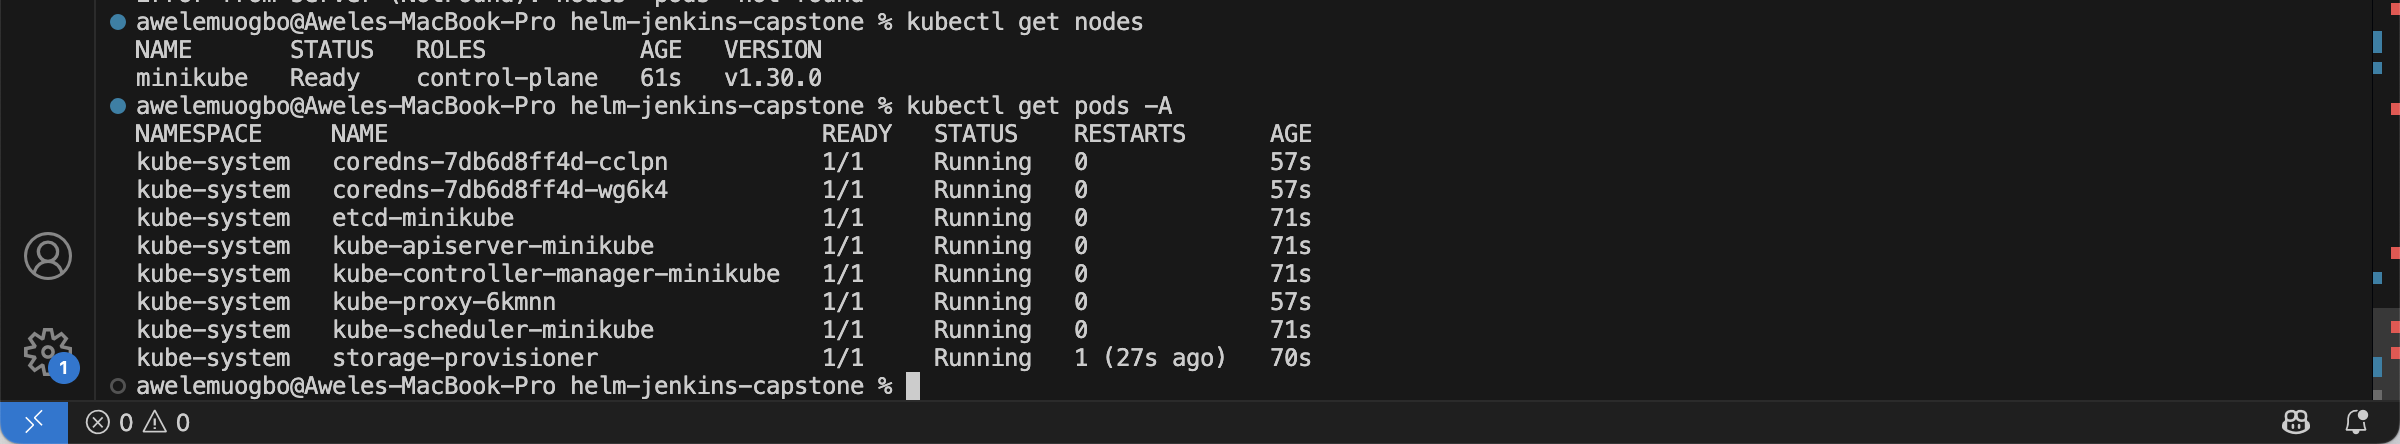 awelemuogbo@Aweles-MacBook-Pro helm-jenkins-capstone % kubectl get nodes
NAME       STATUS   ROLES           AGE   VERSION
minikube   Ready    control-plane   61s   v1.30.0
awelemuogbo@Aweles-MacBook-Pro helm-jenkins-capstone % kubectl get pods -A
NAMESPACE     NAME                               READY   STATUS    RESTARTS      AGE
kube-system   coredns-7db6d8ff4d-cclpn           1/1     Running   0             57s
kube-system   coredns-7db6d8ff4d-wg6k4           1/1     Running   0             57s
kube-system   etcd-minikube                      1/1     Running   0             71s
kube-system   kube-apiserver-minikube            1/1     Running   0             71s
kube-system   kube-controller-manager-minikube   1/1     Running   0             71s
kube-system   kube-proxy-6kmnn                   1/1     Running   0             57s
kube-system   kube-scheduler-minikube            1/1     Running   0             71s
kube-system   storage-provisioner                1/1     Running   1 (27s ago)   70s
awelemuogbo@Aweles-MacBook-Pro helm-jenkins-capstone %
1
0 0